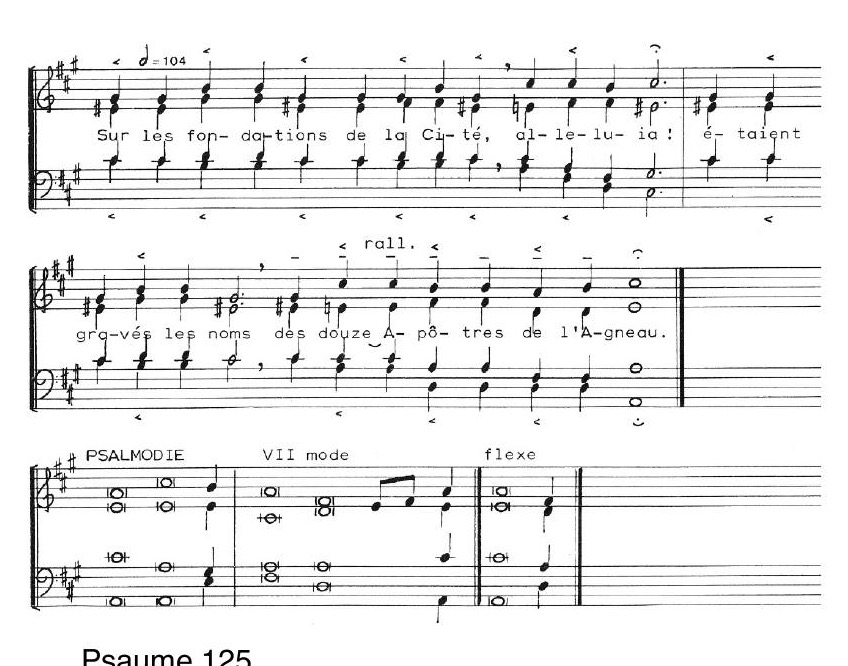 𝅗𝅥 = 104
Sur les fon- da-tions de la Ci- té, al- le- lu- ia ! é- taient
rall.
gra-vés les noms des douze A- pô- tres de l'A-gneau.
PSALMODIE VII mode flexe
Psaume 125